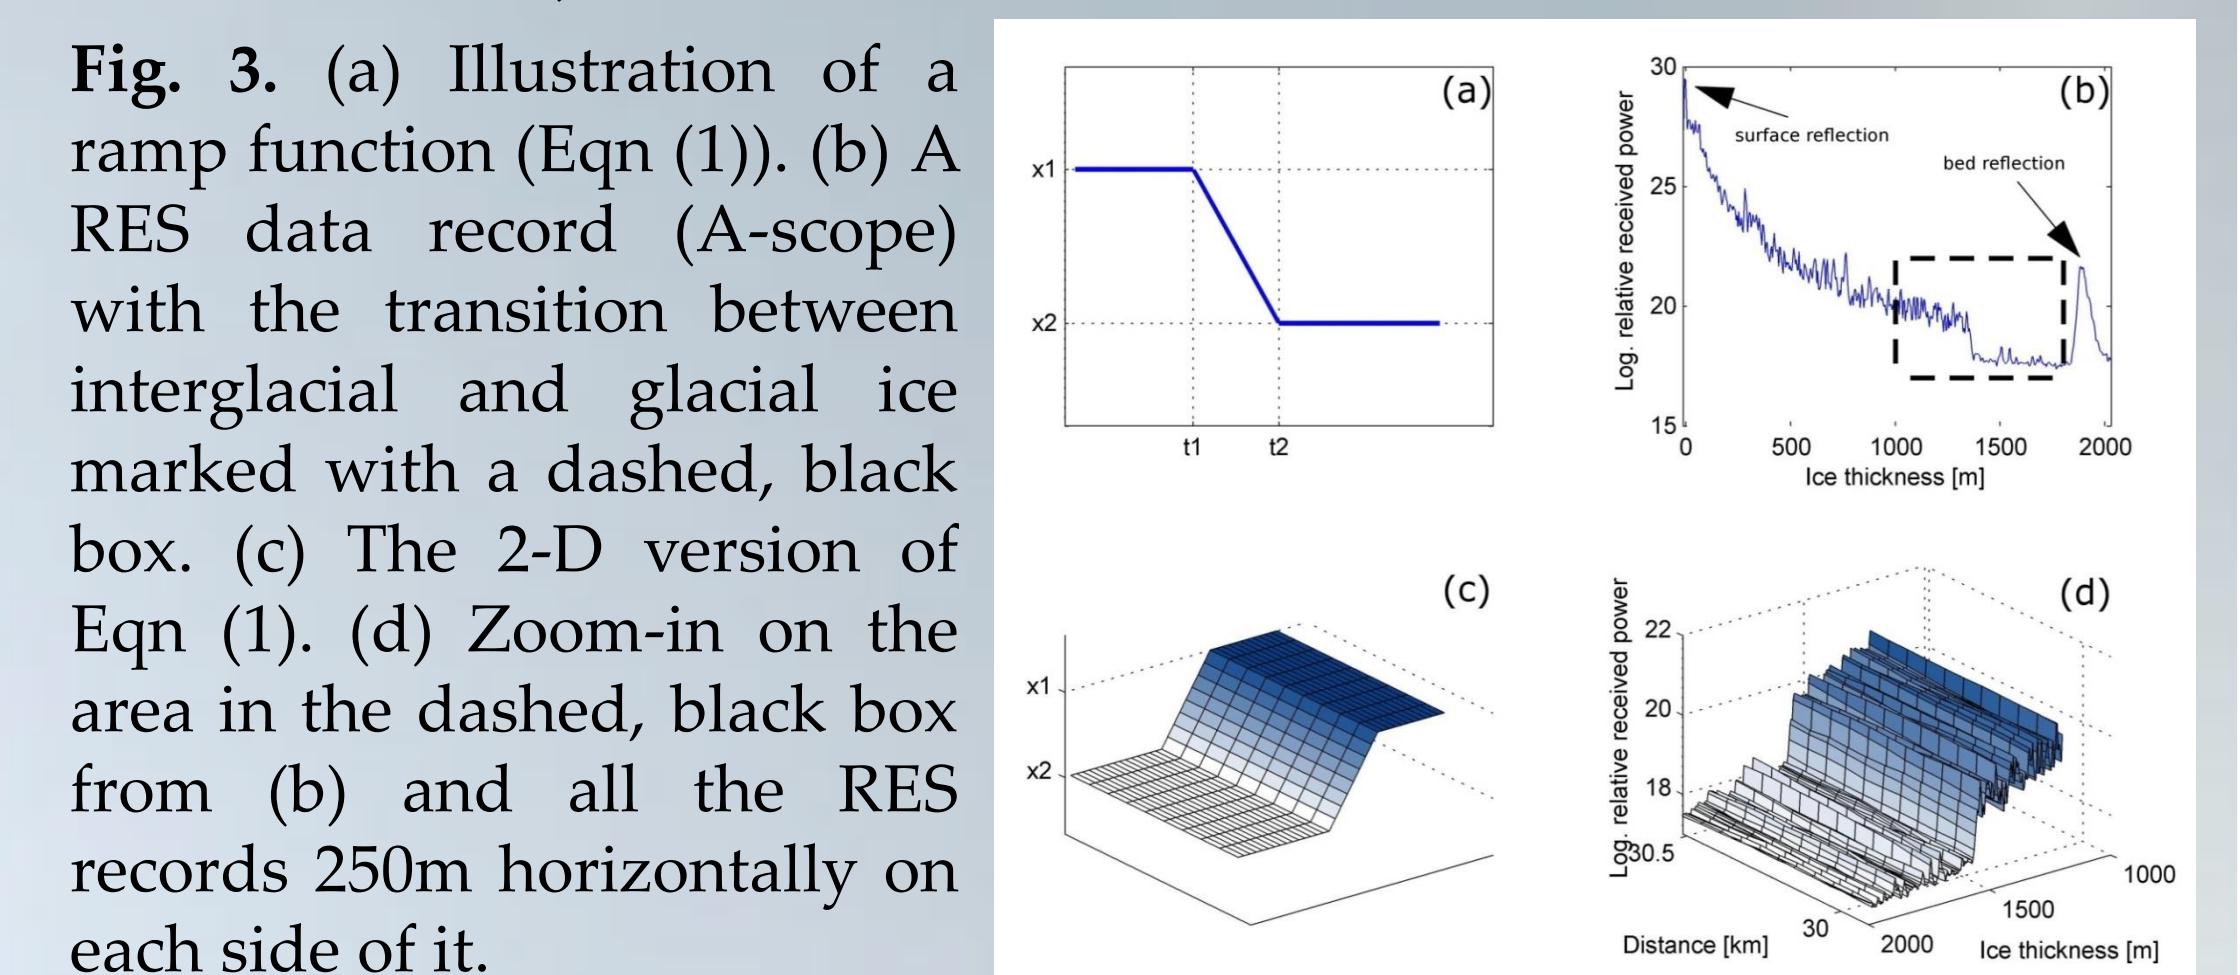 Fig. 3. (a) Illustration of a
ramp function (Eqn (1)). (b) A
RES data record (A-scope)
with the transition between
interglacial and glacial ice
marked with a dashed, black
box. (c) The 2-D version of
Eqn (1). (d) Zoom-in on the
area in the dashed, black box
from (b) and all the RES
records 250m horizontally on
each side of it.
(a)
x1
x2
t1 t2
(b)
Log. relative received power
30
25
20
15
surface reflection
bed reflection
0 500 1000 1500 2000
Ice thickness [m]
(c)
x1
x2
(d)
Log. relative received power
22
20
18
30.5
30
Distance [km]
1000
1500
2000
Ice thickness [m]